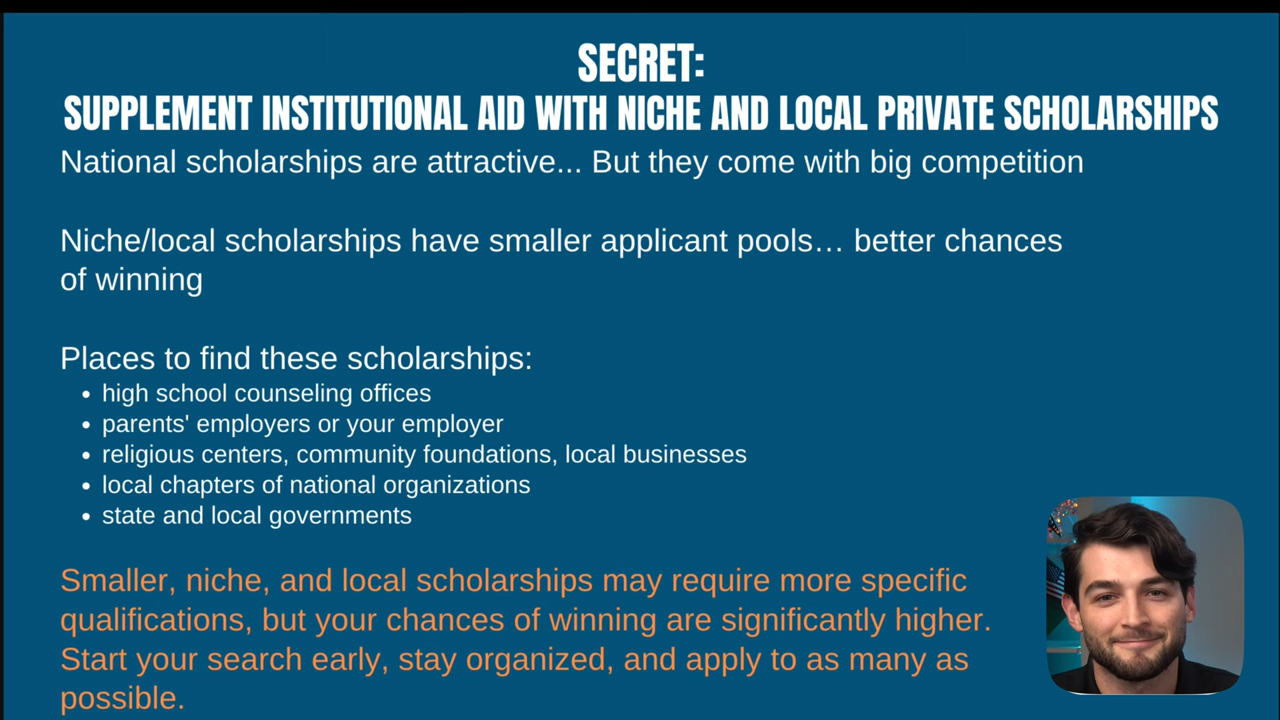 SECRET:
SUPPLEMENT INSTITUTIONAL AID WITH NICHE AND LOCAL PRIVATE SCHOLARSHIPS
National scholarships are attractive... But they come with big competition
Niche/local scholarships have smaller applicant pools… better chances
of winning
Places to find these scholarships:
• high school counseling offices
• parents' employers or your employer
• religious centers, community foundations, local businesses
• local chapters of national organizations
• state and local governments
Smaller, niche, and local scholarships may require more specific
qualifications, but your chances of winning are significantly higher.
Start your search early, stay organized, and apply to as many as
possible.